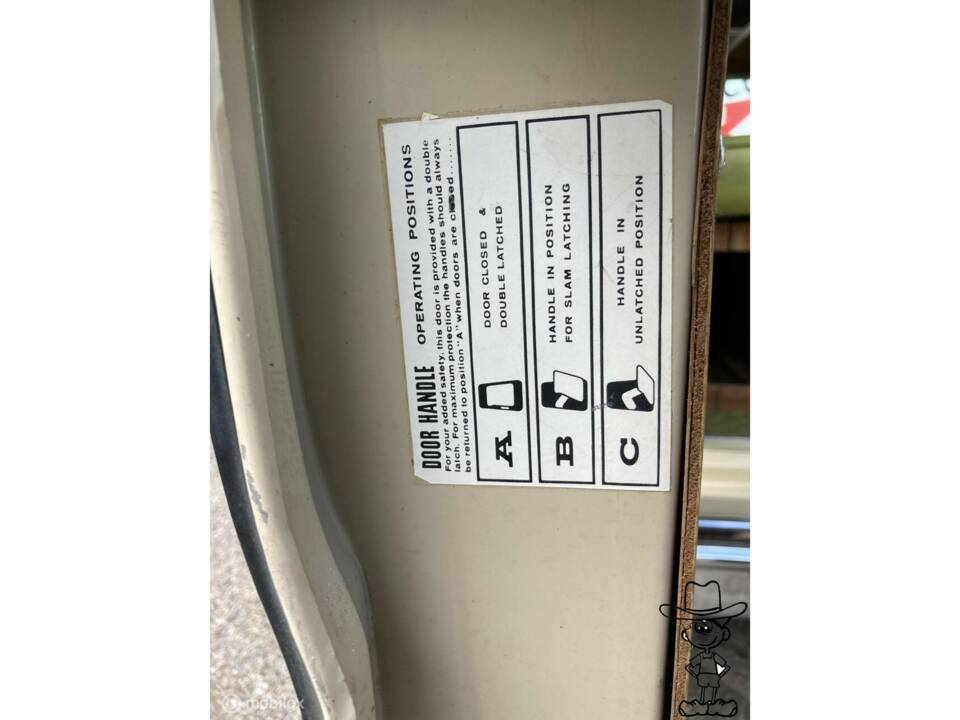 DOOR HANDLE OPERATING POSITIONS
For your added safety, this door is provided with a double
latch. For maximum protection the handles should always
be returned to position "A" when doors are closed.......
A DOOR CLOSED &
DOUBLE LATCHED
B HANDLE IN POSITION
FOR SLAM LATCHING
C HANDLE IN
UNLATCHED POSITION
mobilox